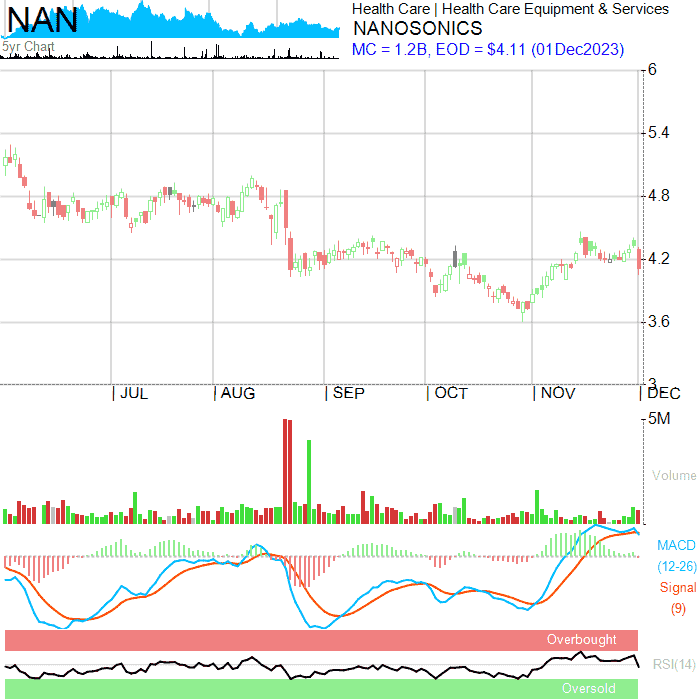 NAN
5yr Chart
Health Care | Health Care Equipment & Services
NANOSONICS
MC = 1.2B, EOD = $4.11 (01Dec2023)
6
5.4
4.8
4.2
3.6
3
| JUL | AUG | SEP | OCT | NOV | DEC
5M
Volume
MACD
(12-26)
Signal
(9)
Overbought
RSI(14)
Oversold